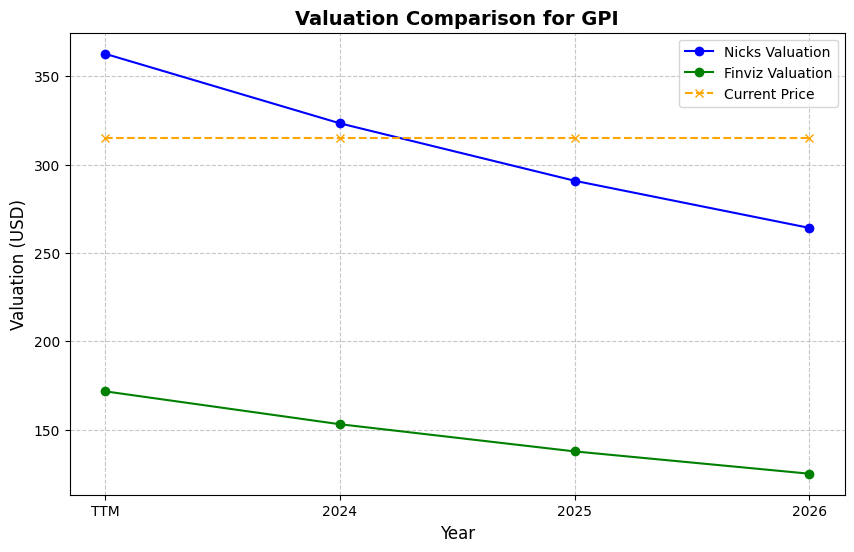 Valuation Comparison for GPI
Nicks Valuation
Finviz Valuation
Current Price
Valuation (USD)
350
300
250
200
150
TTM
2024
2025
2026
Year